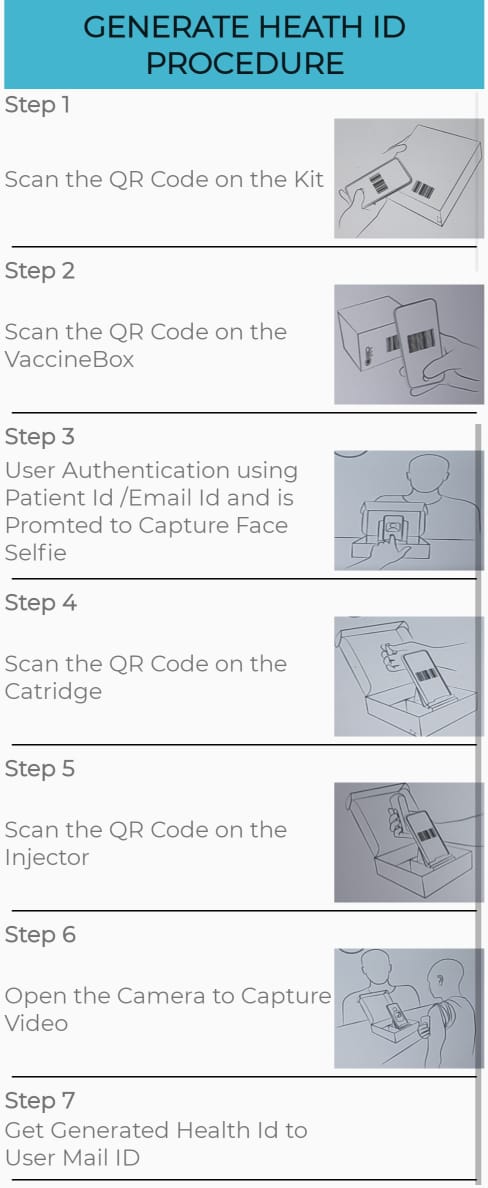 GENERATE HEATH ID
PROCEDURE
Step 1
Scan the QR Code on the Kit
Step 2
Scan the QR Code on the
VaccineBox
Step 3
User Authentication using
Patient Id /Email Id and is
Promted to Capture Face
Selfie
Step 4
Scan the QR Code on the
Catridge
Step 5
Scan the QR Code on the
Injector
Step 6
Open the Camera to Capture
Video
Step 7
Get Generated Health Id to
User Mail ID